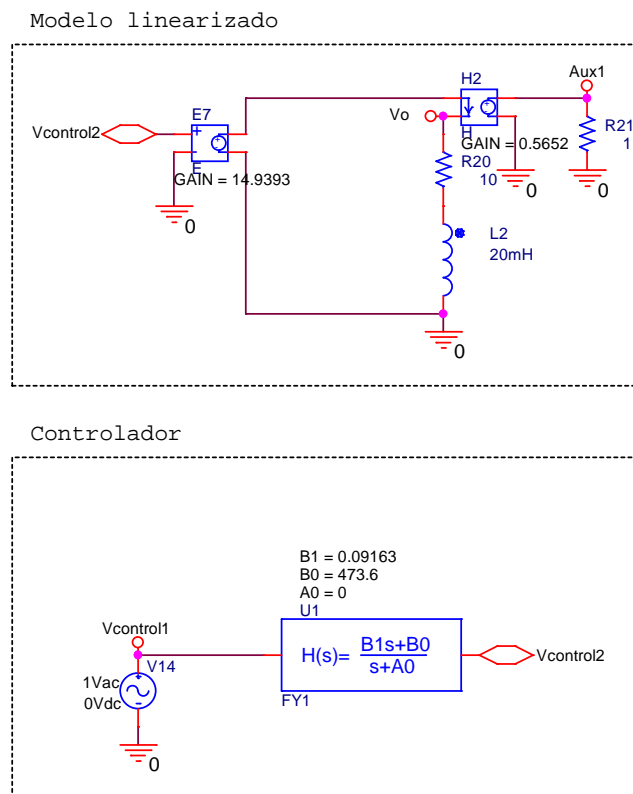 Modelo linearizado
H2
Aux1
E7
Vo
R21
1
Vcontrol2
H
GAIN = 0.5652
R20
10
E
GAIN = 14.9393
0
0
0
L2
20mH
0
Controlador
B1 = 0.09163
B0 = 473.6
A0 = 0
U1
Vcontrol1
V14
H(s)= B1s+B0
s+A0
Vcontrol2
1Vac
0Vdc
FY1
0